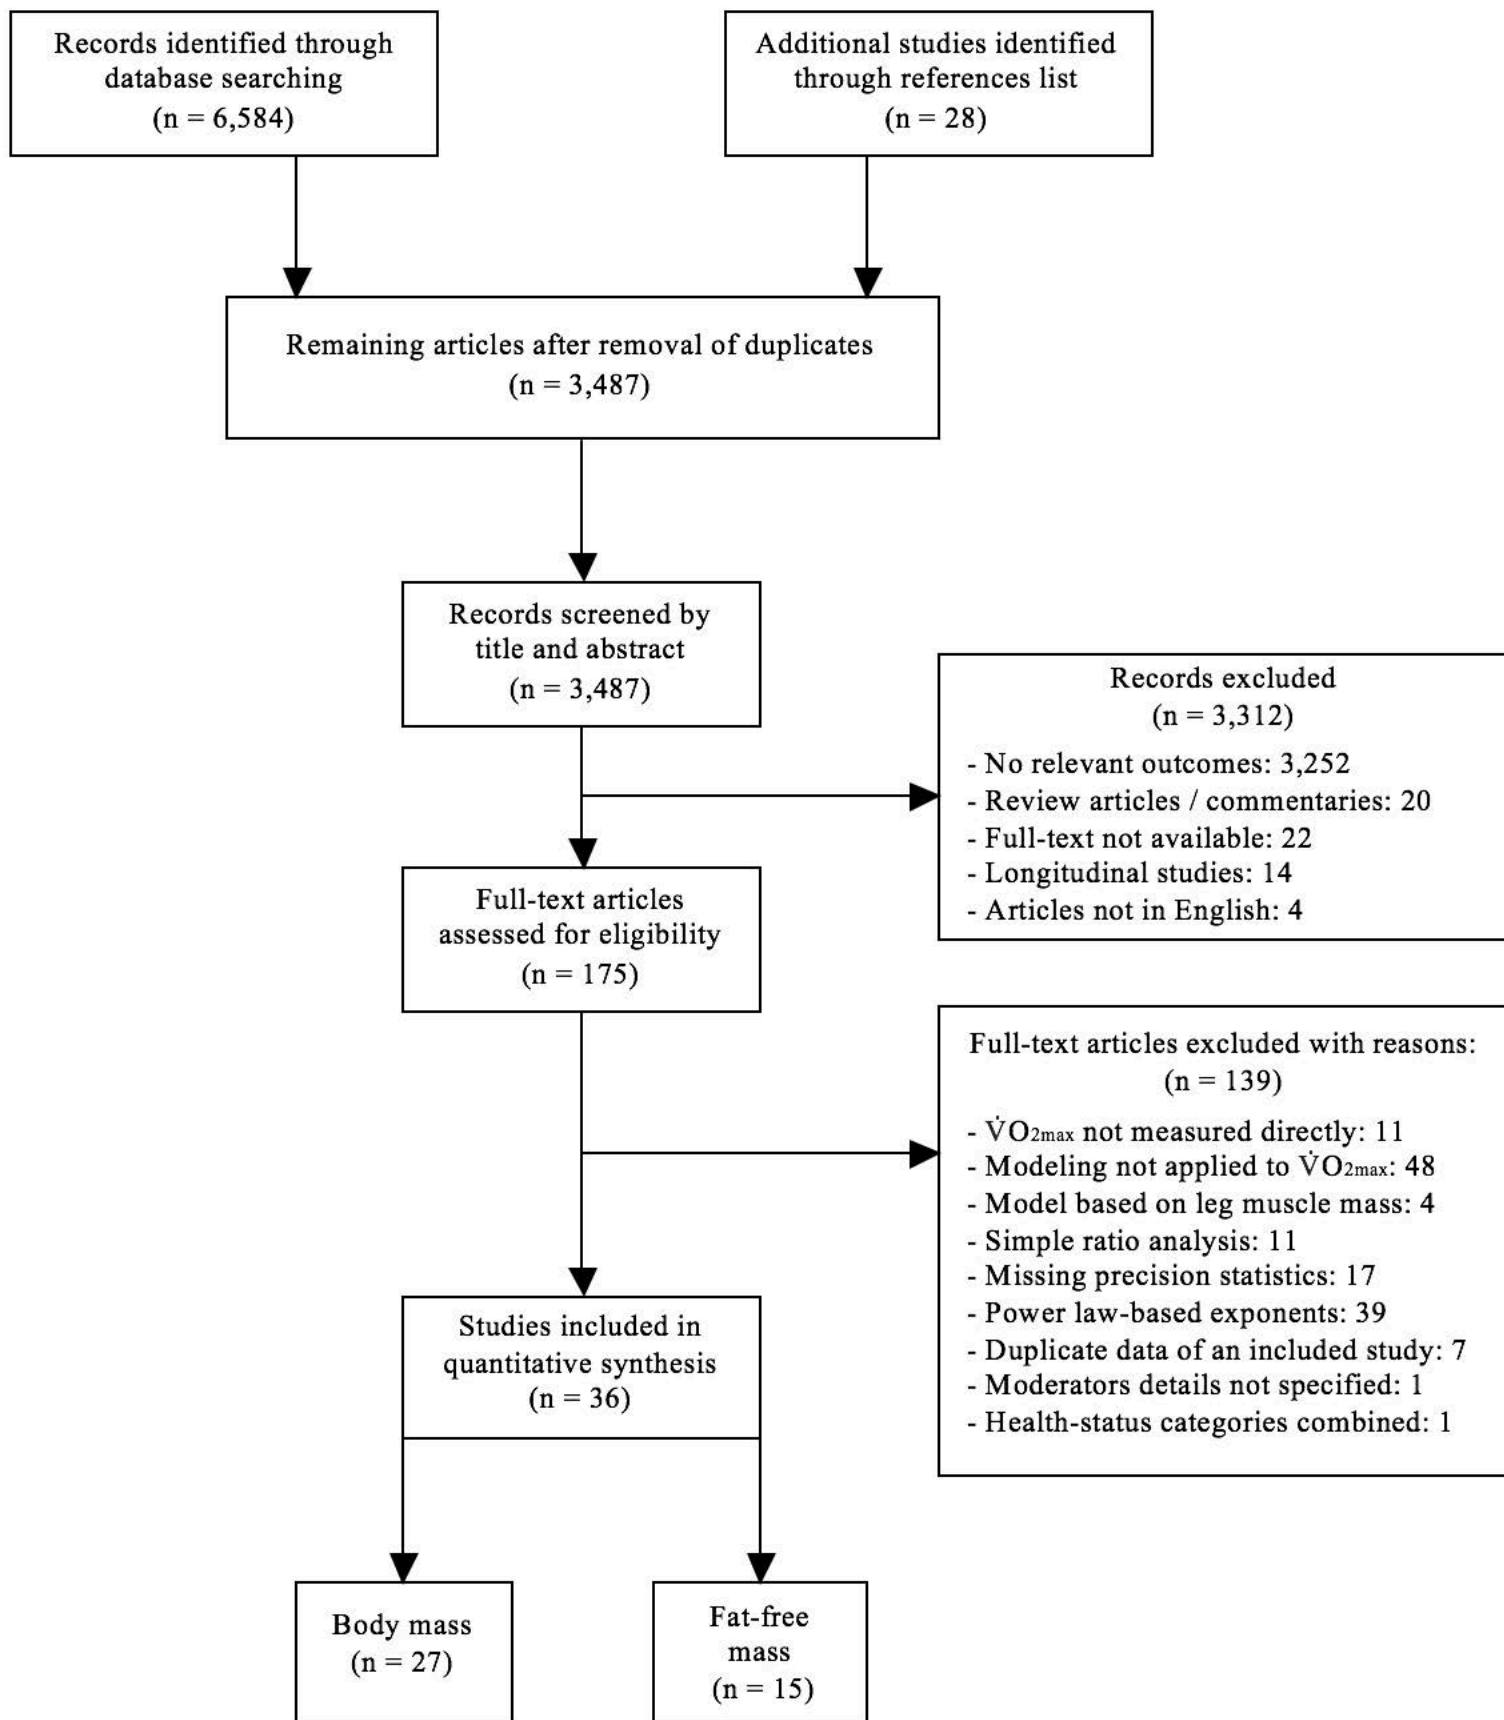 Records identified through
database searching
(n = 6,584)
Additional studies identified
through references list
(n = 28)
Remaining articles after removal of duplicates
(n = 3,487)
Records screened by
title and abstract
(n = 3,487)
Records excluded
(n = 3,312)
- No relevant outcomes: 3,252
- Review articles / commentaries: 20
- Full-text not available: 22
- Longitudinal studies: 14
- Articles not in English: 4
Full-text articles
assessed for eligibility
(n = 175)
Full-text articles excluded with reasons:
(n = 139)
- V̇O₂max not measured directly: 11
- Modeling not applied to V̇O₂max: 48
- Model based on leg muscle mass: 4
- Simple ratio analysis: 11
- Missing precision statistics: 17
- Power law-based exponents: 39
- Duplicate data of an included study: 7
- Moderators details not specified: 1
- Health-status categories combined: 1
Studies included in
quantitative synthesis
(n = 36)
Body mass
(n = 27)
Fat-free
mass
(n = 15)